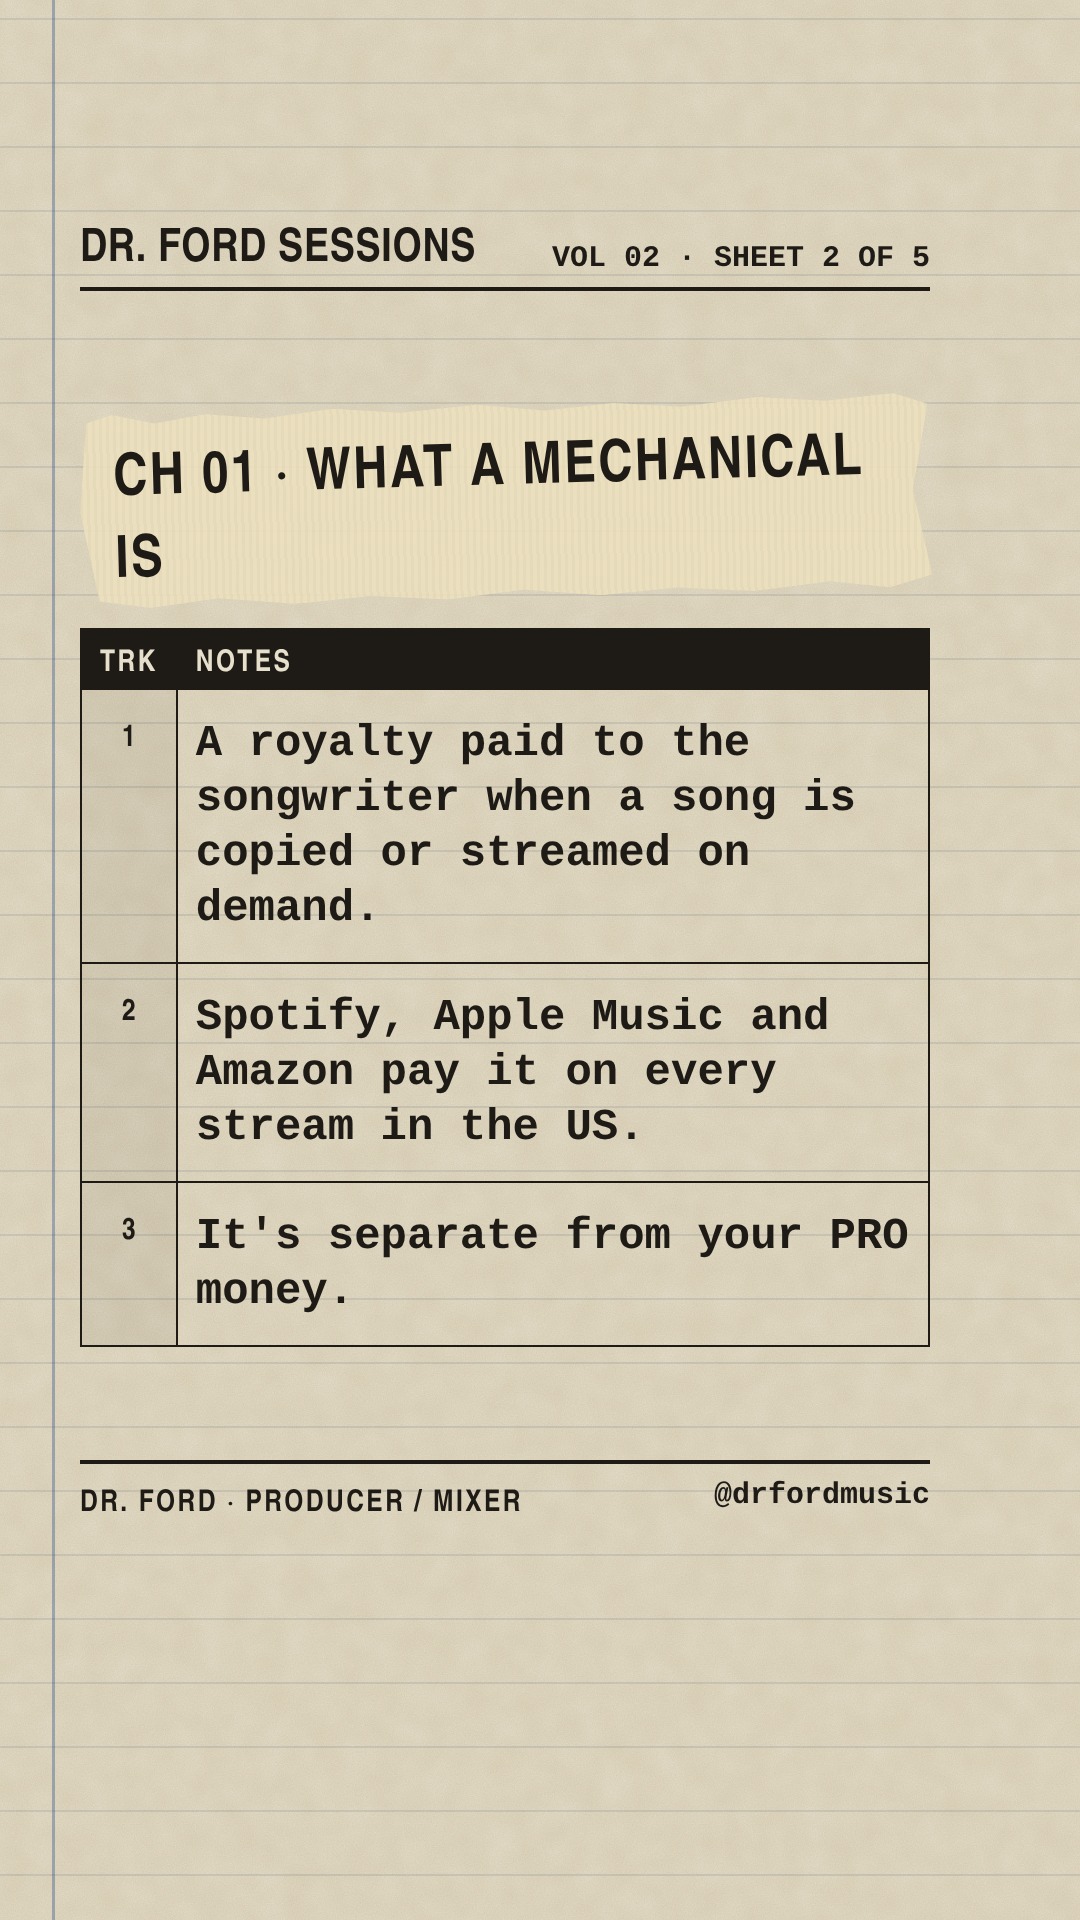 DR. FORD SESSIONS
VOL 02 · SHEET 2 OF 5
CH 01 · WHAT A MECHANICAL
IS
TRK NOTES
1 A royalty paid to the
songwriter when a song is
copied or streamed on
demand.
2 Spotify, Apple Music and
Amazon pay it on every
stream in the US.
3 It's separate from your PRO
money.
DR. FORD · PRODUCER / MIXER
@drfordmusic